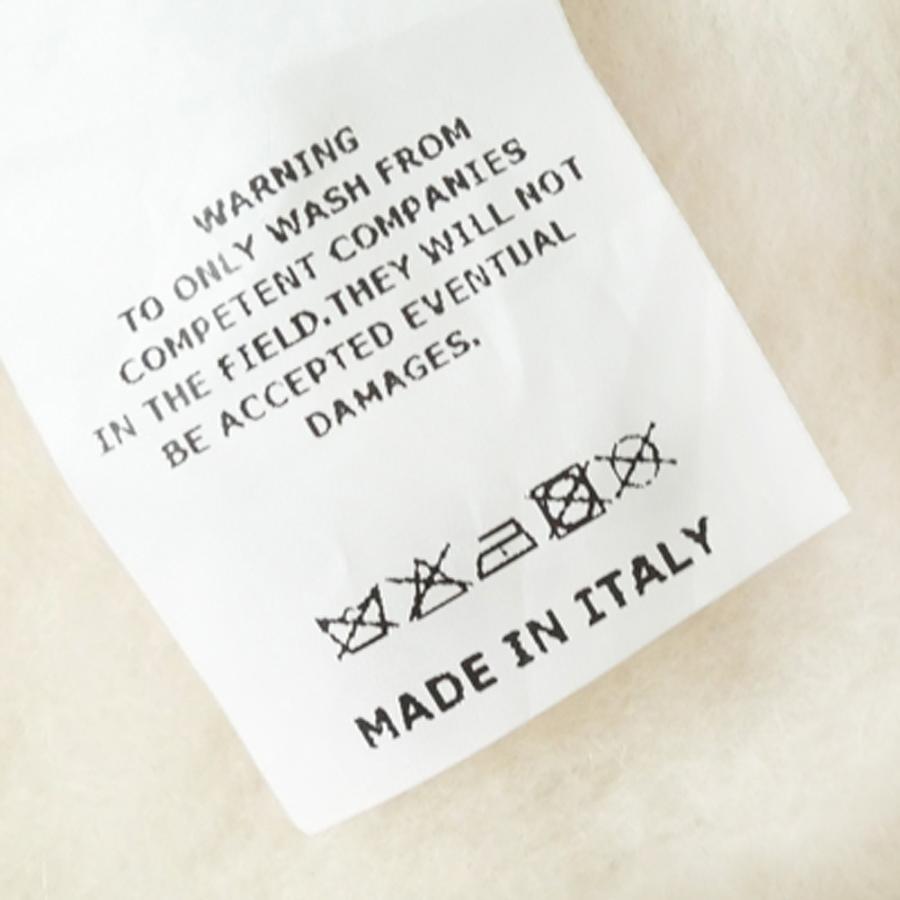 WARNING
TO ONLY WASH FROM
COMPETENT COMPANIES
IN THE FIELD.THEY WILL NOT
BE ACCEPTED EVENTUAL
DAMAGES.
MADE IN ITALY